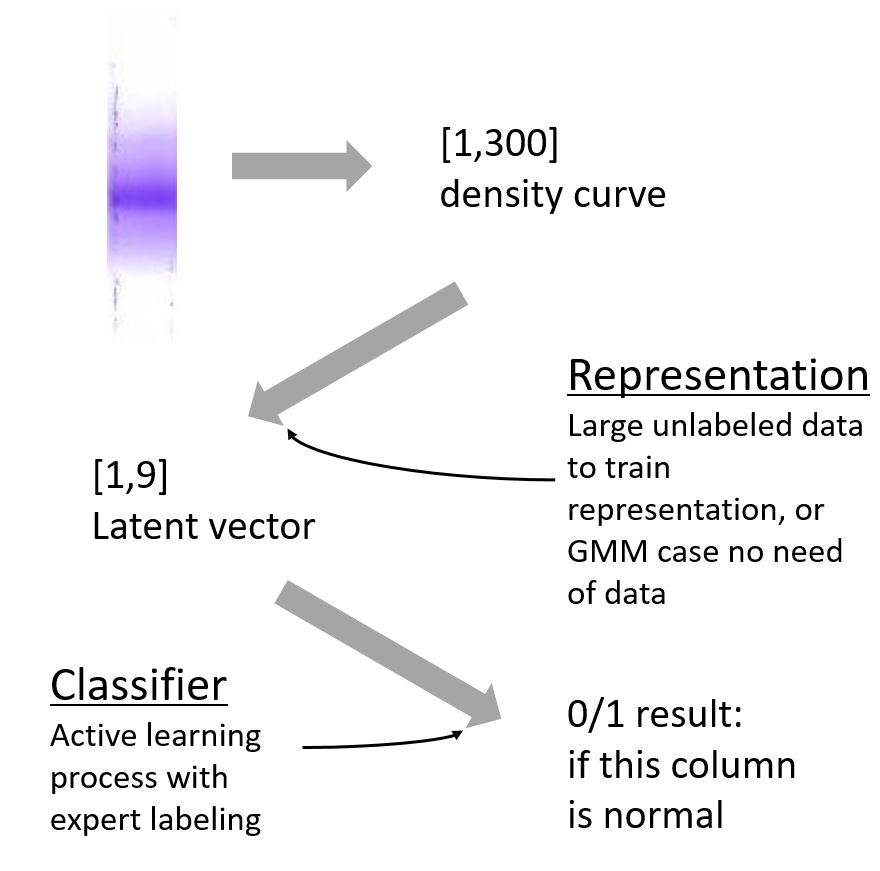 [1,300]
density curve
Representation
Large unlabeled data
to train
representation, or
GMM case no need
of data
[1,9]
Latent vector
Classifier
Active learning
process with
expert labeling
0/1 result:
if this column
is normal